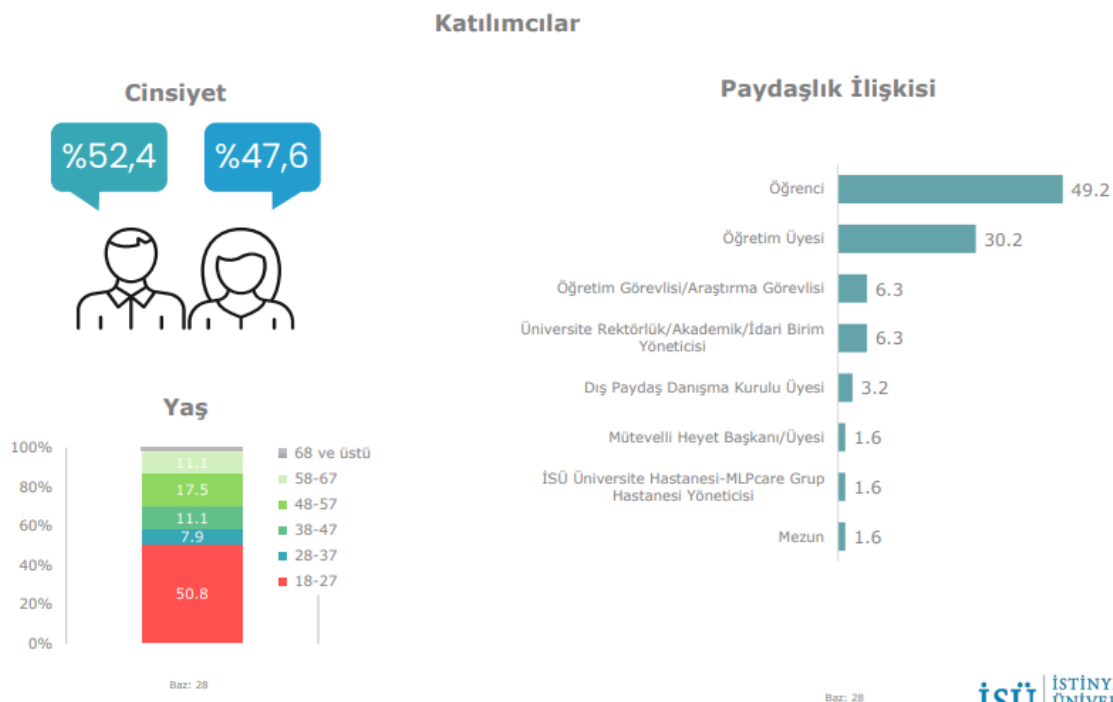 Katılımcılar
Cinsiyet
%52,4
%47,6
Yaş
100%
80%
60%
40%
20%
0%
11.1
17.5
11.1
7.9
50.8
68 ve üstü
58-67
48-57
38-47
28-37
18-27
Baz: 28
Paydaşlık İlişkisi
Öğrenci
49.2
Öğretim Üyesi
30.2
Öğretim Görevlisi/Araştırma Görevlisi
6.3
Üniversite Rektörlük/Akademik/İdari Birim
Yöneticisi
6.3
Dış Paydaş Danışma Kurulu Üyesi
3.2
Mütevelli Heyet Başkanı/Üyesi
1.6
İSÜ Üniversite Hastanesi-MLPcare Grup
Hastanesi Yöneticisi
1.6
Mezun
1.6
Baz: 28
İSÜ